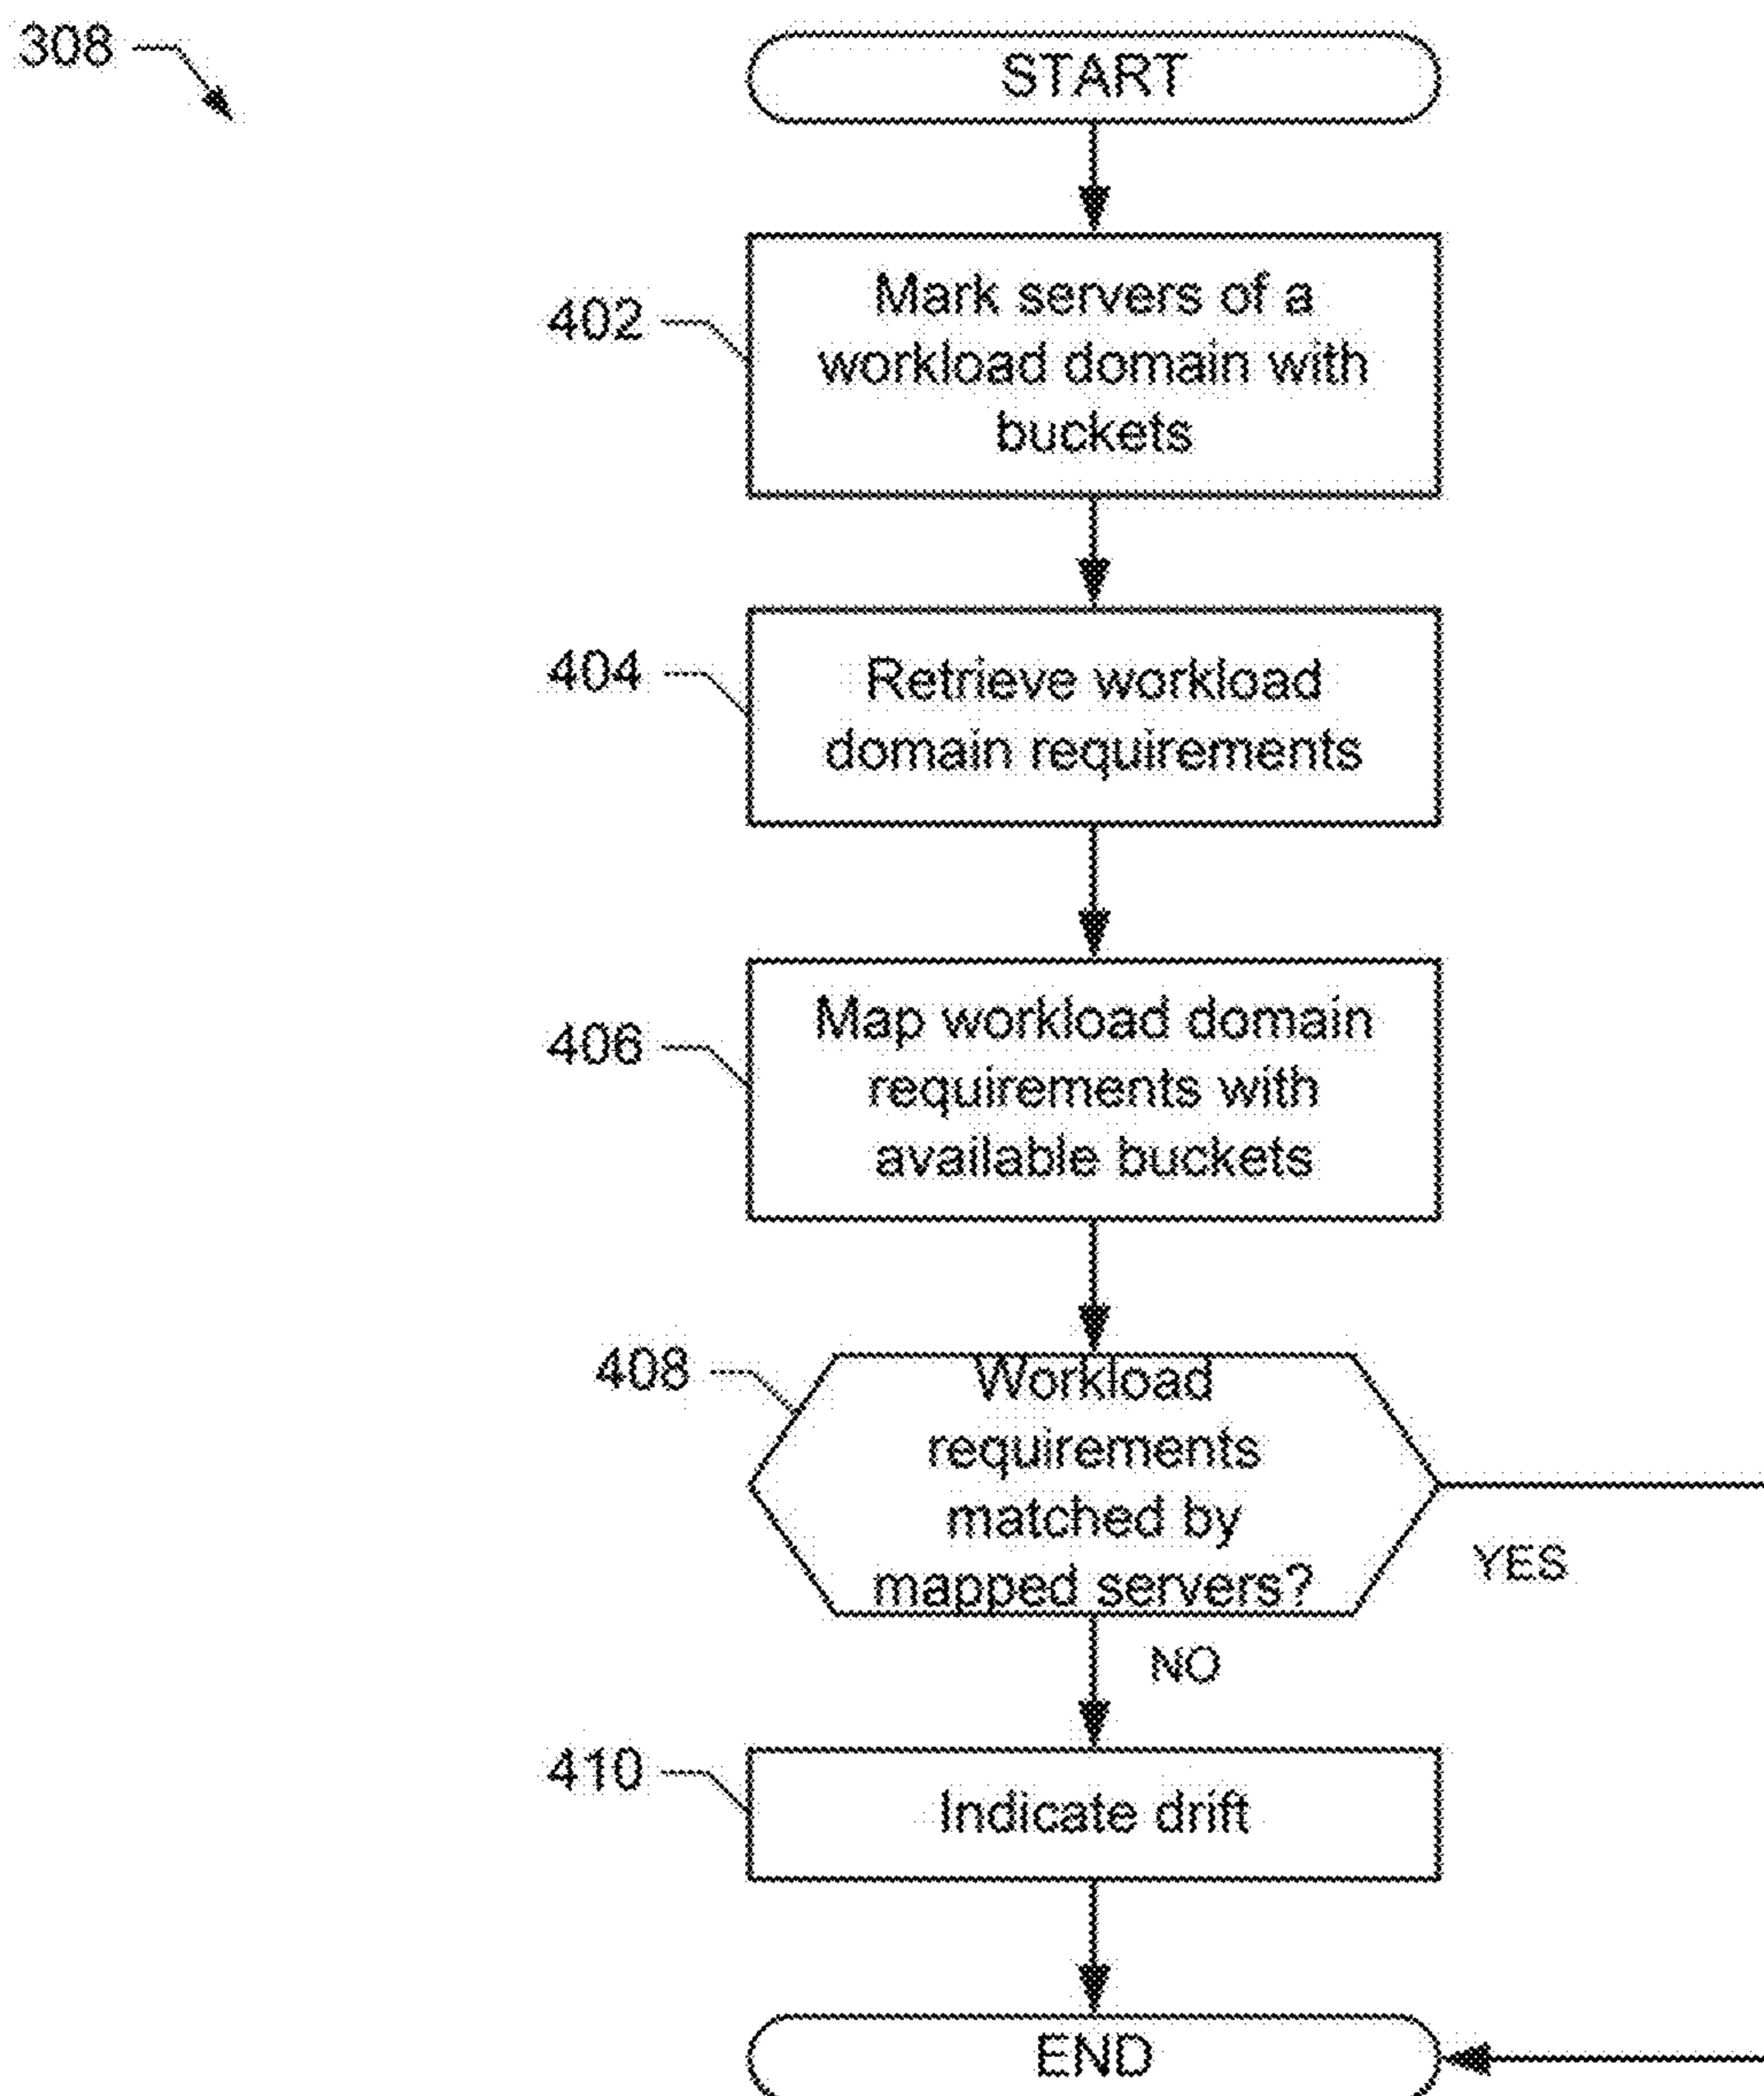 308
START
402
Mark servers of a
workload domain with
buckets
404
Retrieve workload
domain requirements
406
Map workload domain
requirements with
available buckets
408
Workload
requirements
matched by
mapped servers?
YES
NO
410
Indicate drift
END